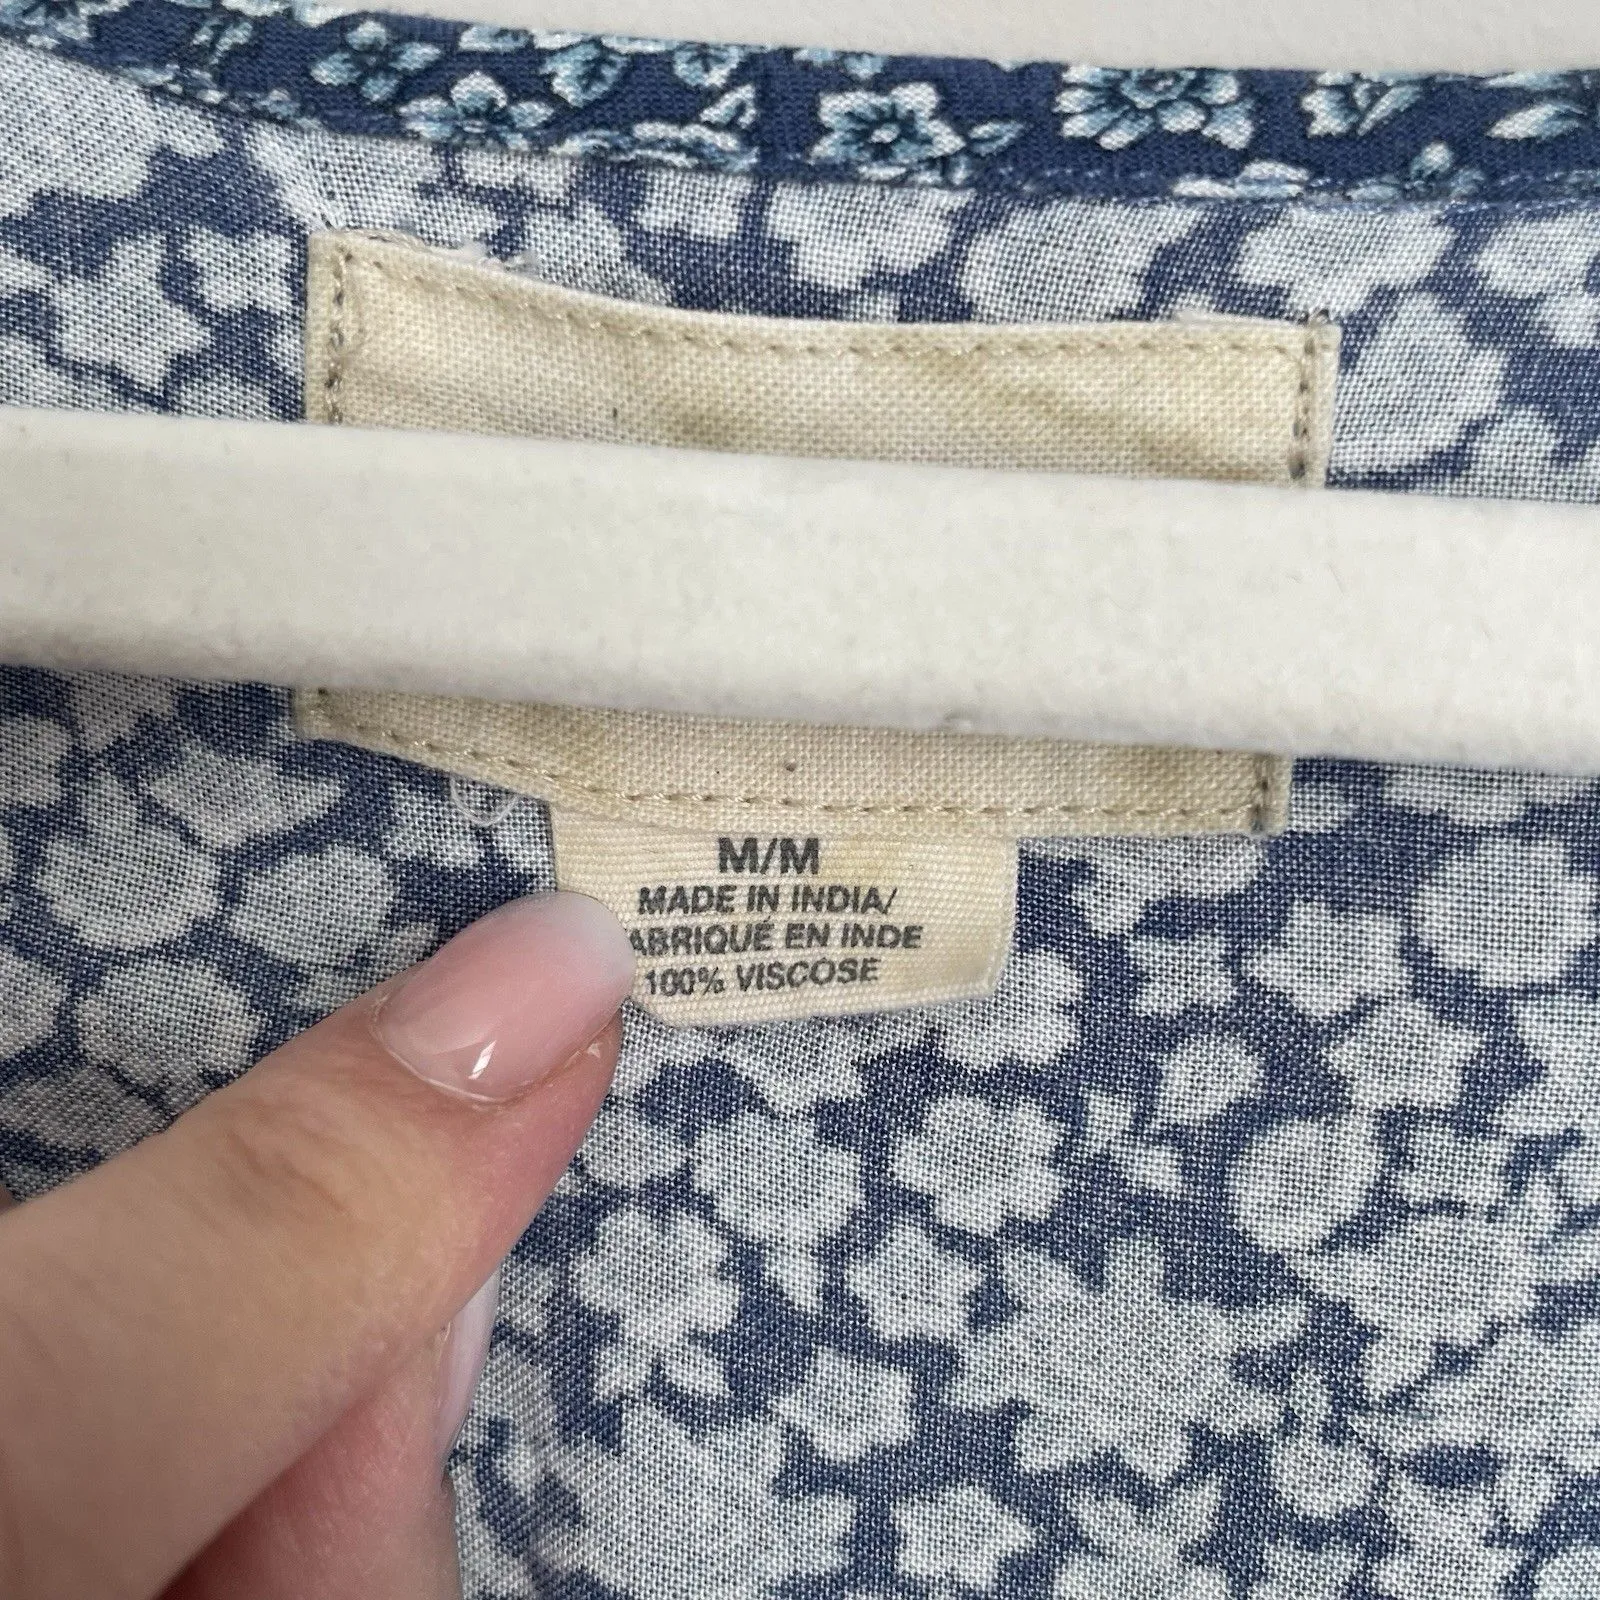 M/M
MADE IN INDIA/
ABRIQUÉ EN INDE
100% VISCOSE